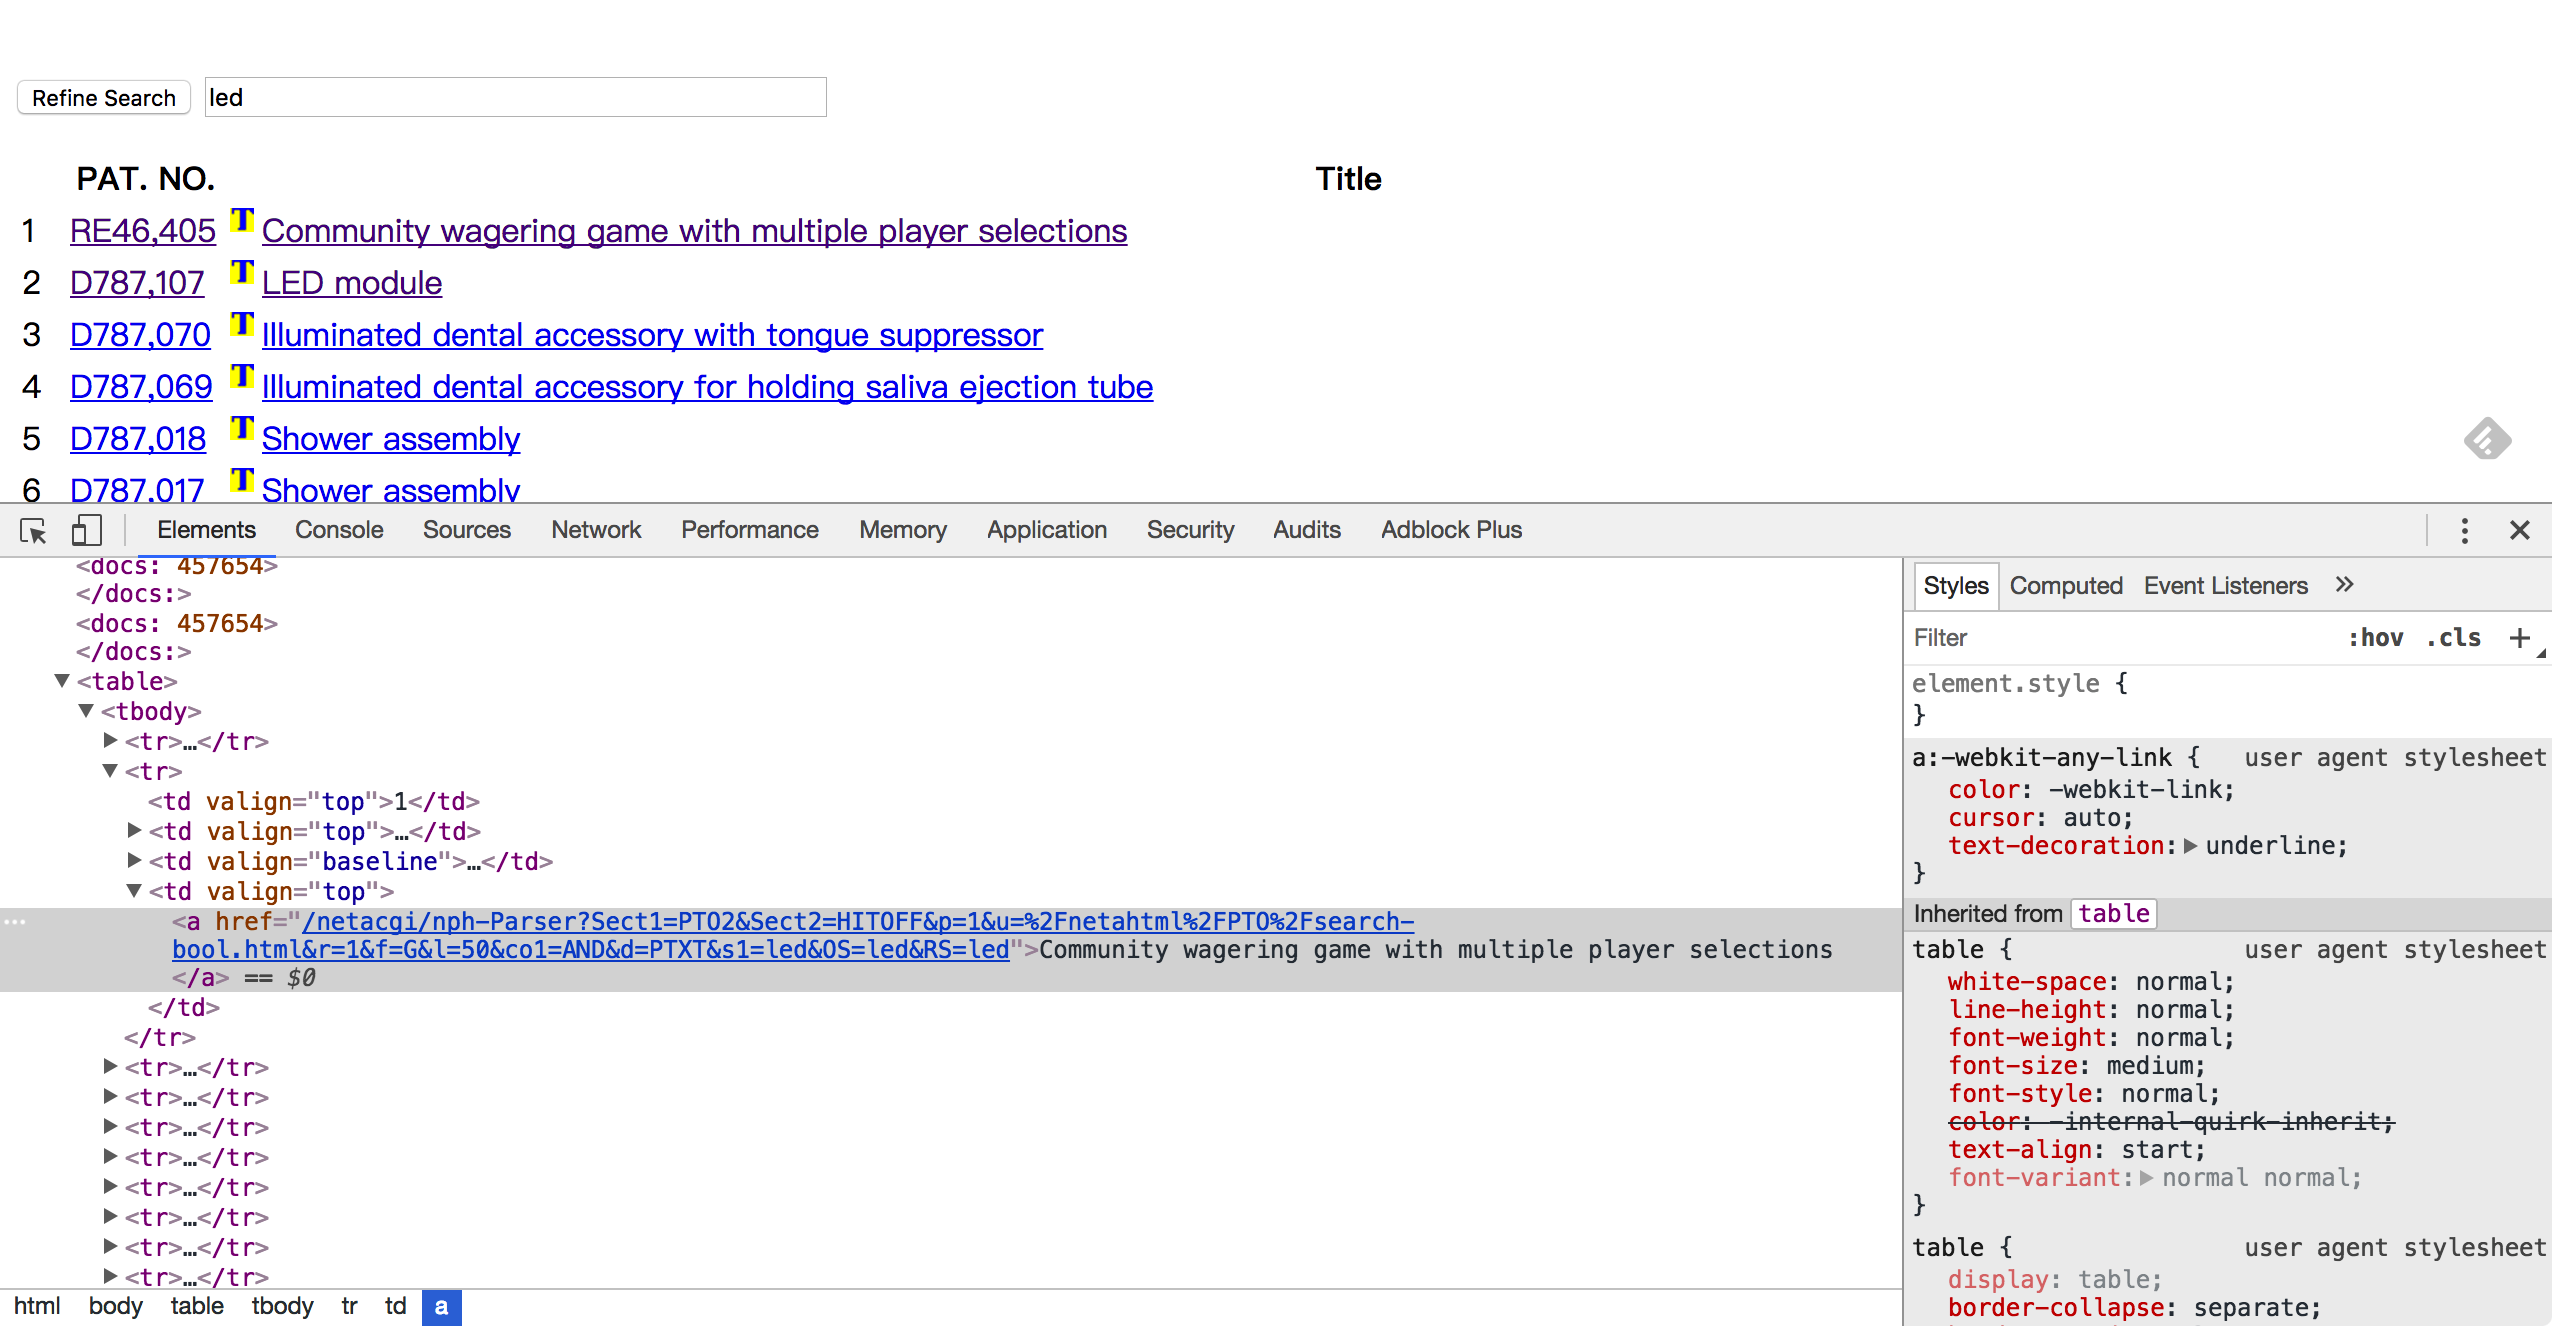 Refine Search led
PAT. NO. Title
1 RE46,405 T Community wagering game with multiple player selections
2 D787,107 T LED module
3 D787,070 T Illuminated dental accessory with tongue suppressor
4 D787,069 T Illuminated dental accessory for holding saliva ejection tube
5 D787,018 T Shower assembly
6 D787,017 T Shower assembly
Elements Console Sources Network Performance Memory Application Security Audits Adblock Plus
<docs: 457654>
</docs:>
<docs: 457654>
</docs:>
<table>
<tbody>
<tr>…</tr>
<tr>
<td valign="top">1</td>
<td valign="top">…</td>
<td valign="baseline">…</td>
<td valign="top">
<a href="/netacgi/nph-Parser?Sect1=PTO2&Sect2=HITOFF&p=1&u=%2Fnetahtml%2FPTO%2Fsearch-
bool.html&r=1&f=G&l=50&co1=AND&d=PTXT&s1=led&OS=led&RS=led">Community wagering game with multiple player selections
</a> == $0
</td>
</tr>
<tr>…</tr>
<tr>…</tr>
<tr>…</tr>
<tr>…</tr>
<tr>…</tr>
<tr>…</tr>
<tr>…</tr>
<tr>…</tr>
html body table tbody tr td a
Styles Computed Event Listeners »
Filter :hov .cls +
element.style {
}
a:-webkit-any-link { user agent stylesheet
color: -webkit-link;
cursor: auto;
text-decoration: underline;
}
Inherited from table
table { user agent stylesheet
white-space: normal;
line-height: normal;
font-weight: normal;
font-size: medium;
font-style: normal;
color: -internal-quirk-inherit;
text-align: start;
font-variant: normal normal;
}
table { user agent stylesheet
display: table;
border-collapse: separate;